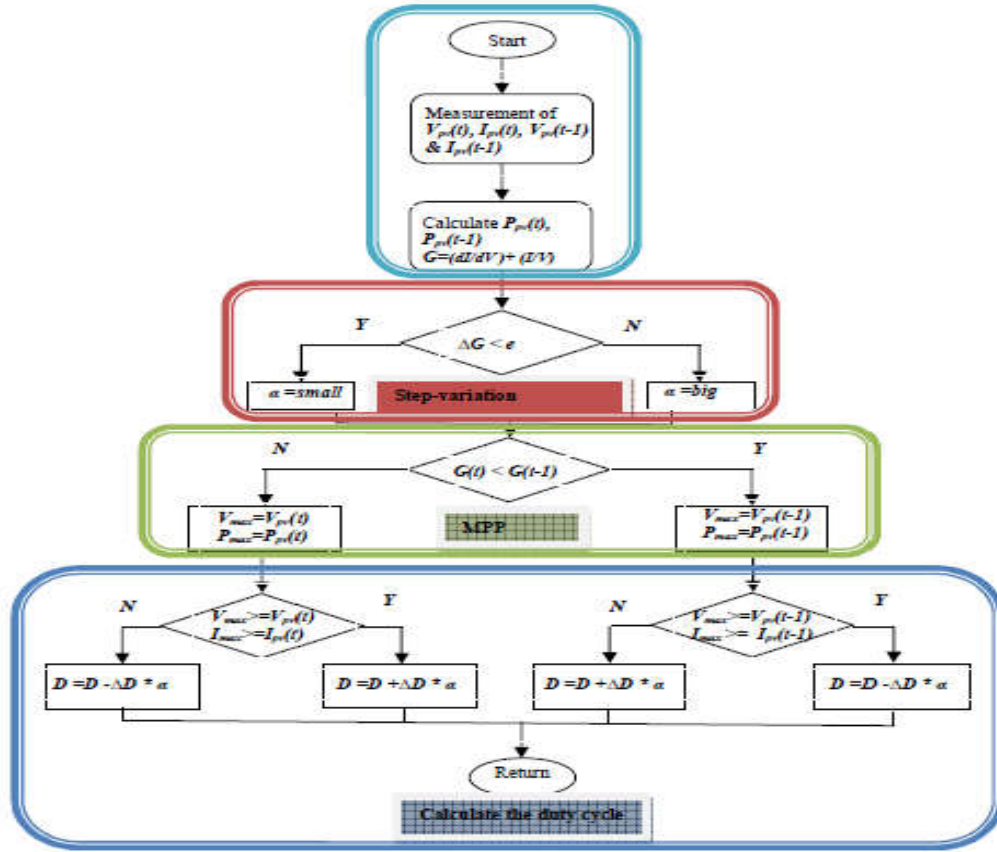 Start
Measurement of
Vpv(t), Ipv(t), Vpv(t-1)
& Ipv(t-1)
Calculate Ppv(t),
Ppv(t-1)
G=(dI/dV)+ (I/V)
Y
N
ΔG < e
α =small
Step-variation
α =big
N
Y
G(t) < G(t-1)
Vmax=Vpv(t)
Pmax=Ppv(t)
MPP
Vmax=Vpv(t-1)
Pmax=Ppv(t-1)
N
Y
Vmax>=Vpv(t)
Imax>=Ipv(t)
N
Y
Vmax>=Vpv(t-1)
Imax>= Ipv(t-1)
D =D -ΔD * α
D =D +ΔD * α
D =D +ΔD * α
D =D -ΔD * α
Return
Calculate the duty cycle